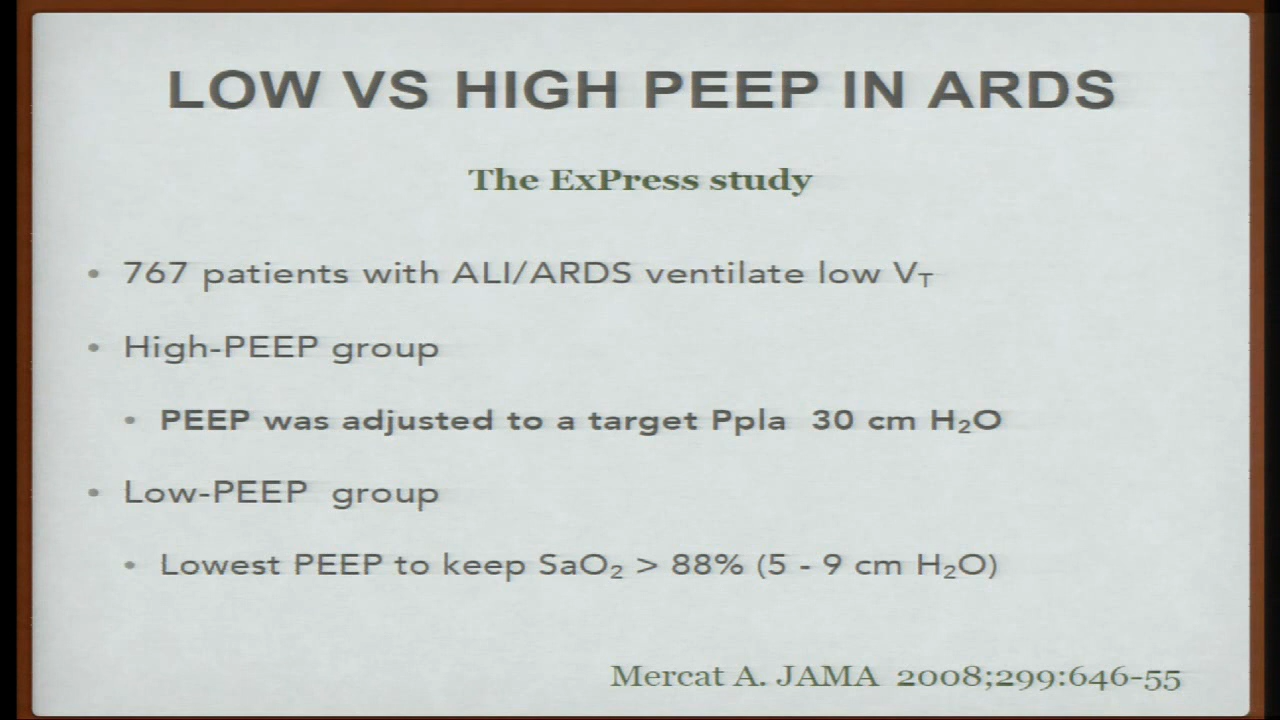 LOW VS HIGH PEEP IN ARDS
The ExPress study
• 767 patients with ALI/ARDS ventilate low V_T
• High-PEEP group
• PEEP was adjusted to a target Ppla 30 cm H₂O
• Low-PEEP group
• Lowest PEEP to keep SaO₂ > 88% (5 - 9 cm H₂O)
Mercat A. JAMA 2008;299:646-55